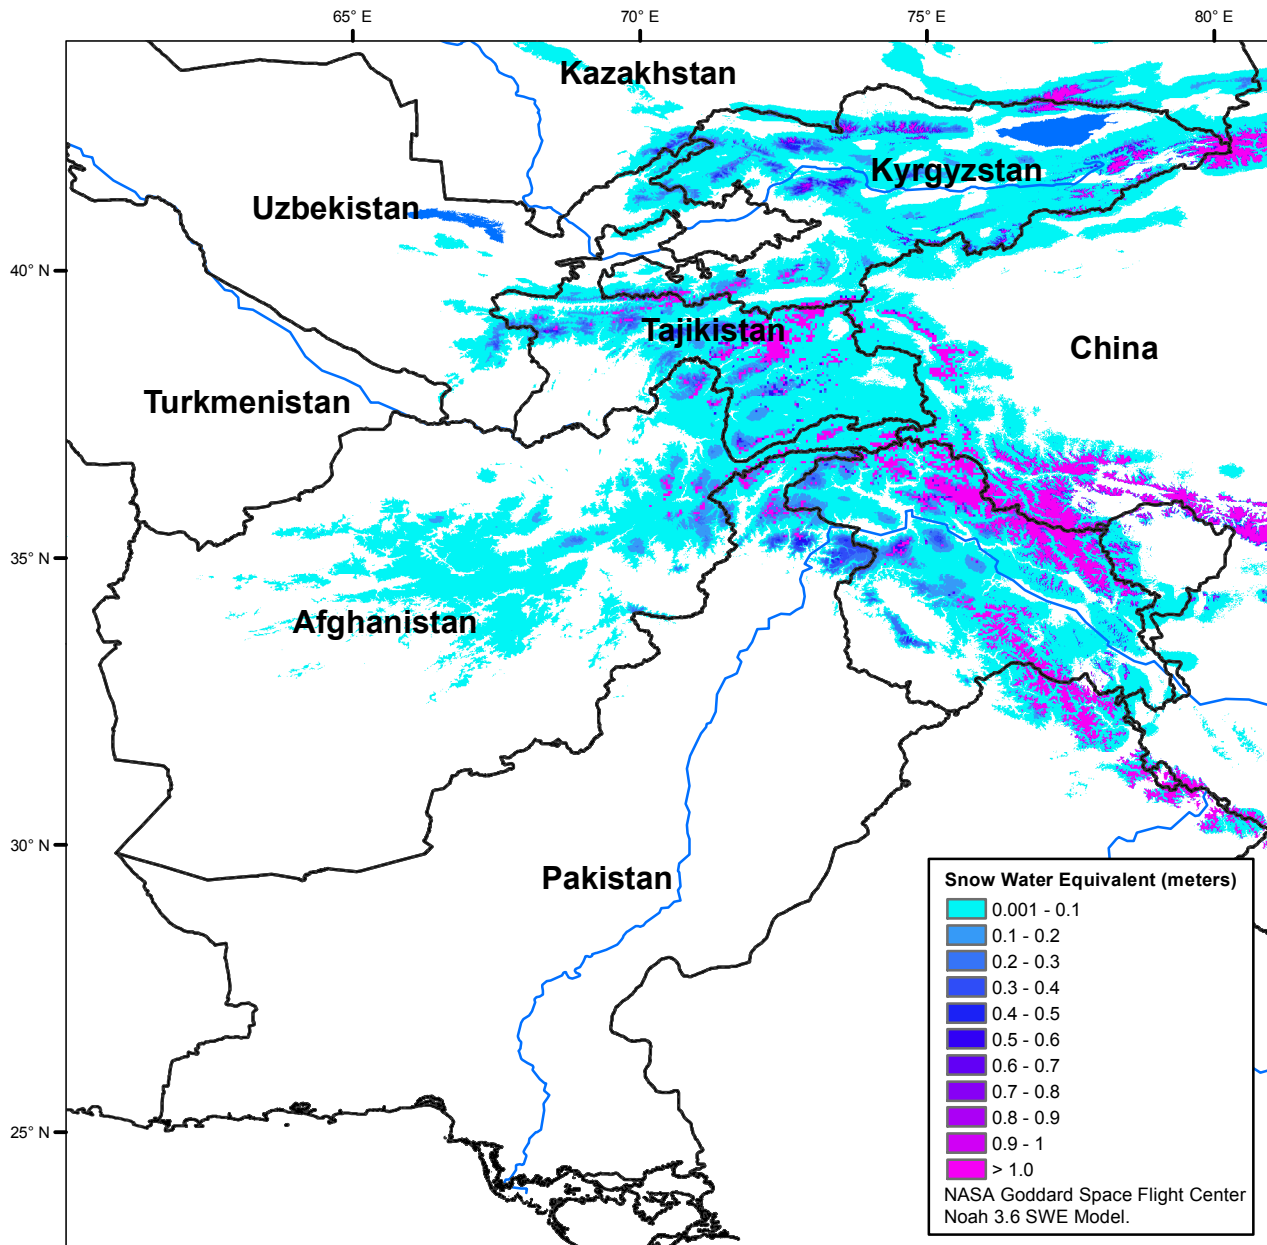 65° E
70° E
75° E
80° E
Kazakhstan
Kyrgyzstan
Uzbekistan
40° N
Tajikistan
China
Turkmenistan
35° N
Afghanistan
30° N
Pakistan
Snow Water Equivalent (meters)
0.001 - 0.1
0.1 - 0.2
0.2 - 0.3
0.3 - 0.4
0.4 - 0.5
0.5 - 0.6
0.6 - 0.7
0.7 - 0.8
0.8 - 0.9
0.9 - 1
> 1.0
NASA Goddard Space Flight Center
Noah 3.6 SWE Model.
25° N